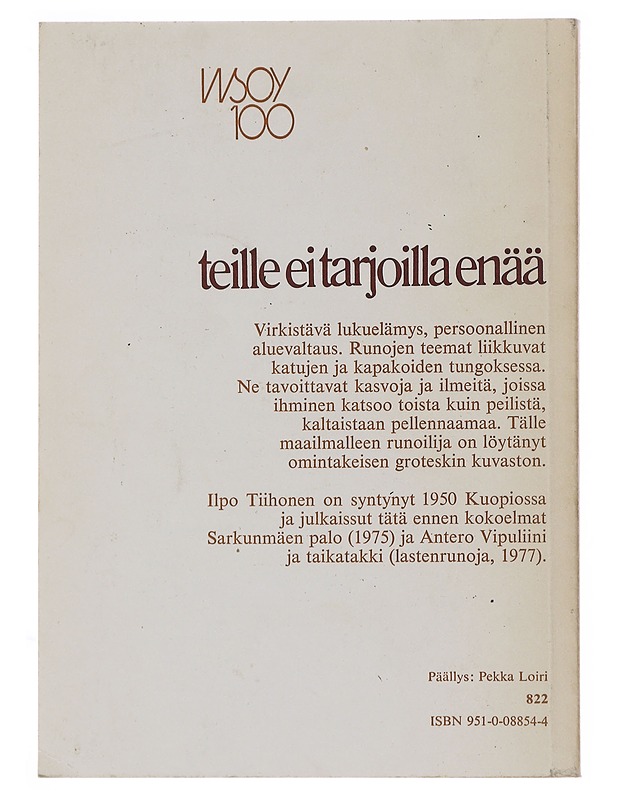 WSOY
100
teille ei tarjoilla enää
Virkistävä lukuelämys, persoonallinen
aluevaltaus. Runojen teemat liikkuvat
katujen ja kapakoiden tungoksessa.
Ne tavoittavat kasvoja ja ilmeitä, joissa
ihminen katsoo toista kuin peilistä,
kaltaistaan pellennaamaa. Tälle
maailmalleen runoilija on löytänyt
omintakeisen groteskin kuvaston.
Ilpo Tiihonen on syntynyt 1950 Kuopiossa
ja julkaissut tätä ennen kokoelmat
Sarkunmäen palo (1975) ja Antero Vipuliini
ja taikatakki (lastenrunoja, 1977).
Päällys: Pekka Loiri
822
ISBN 951-0-08854-4